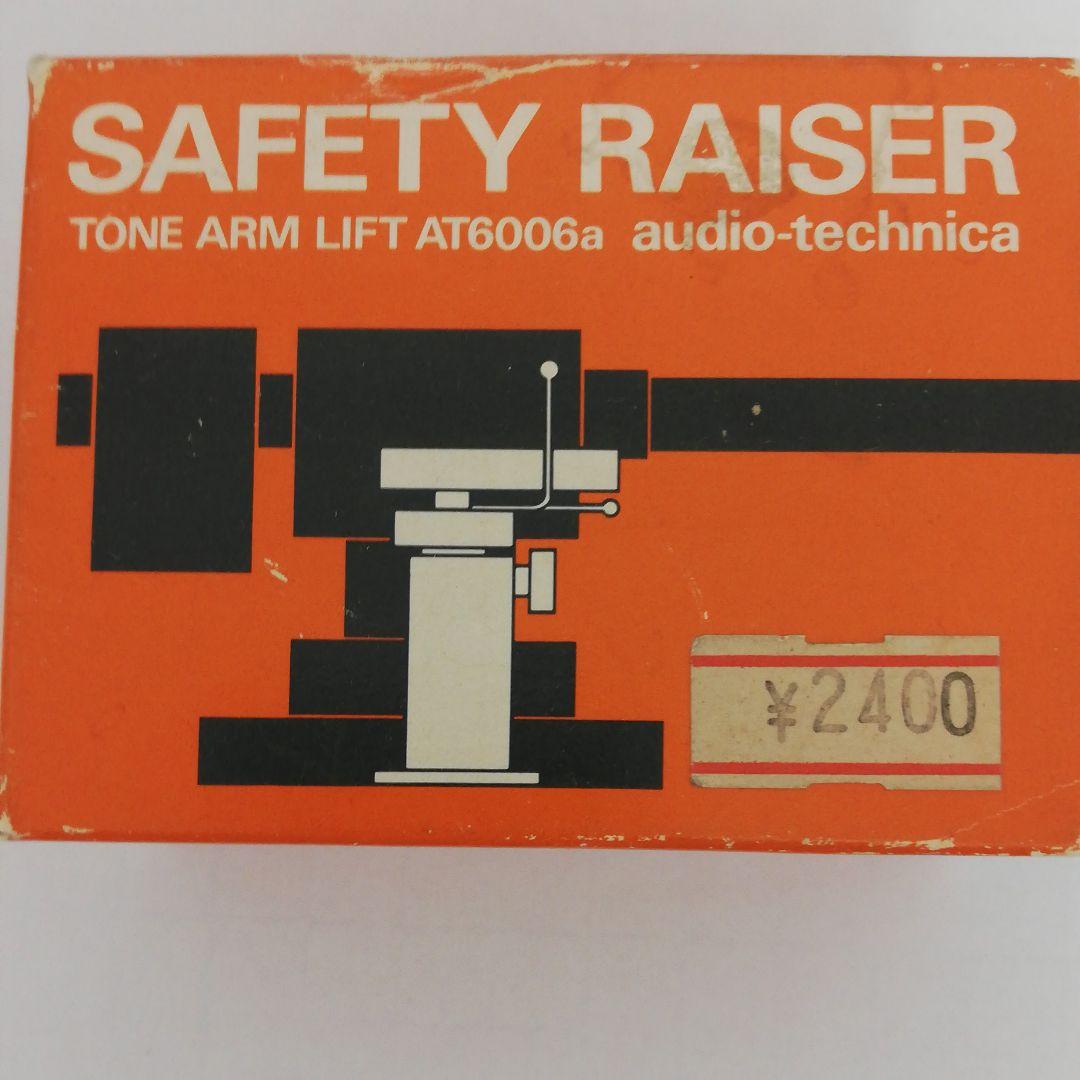 SAFETY RAISER
TONE ARM LIFT AT6006a audio-technica
¥2400